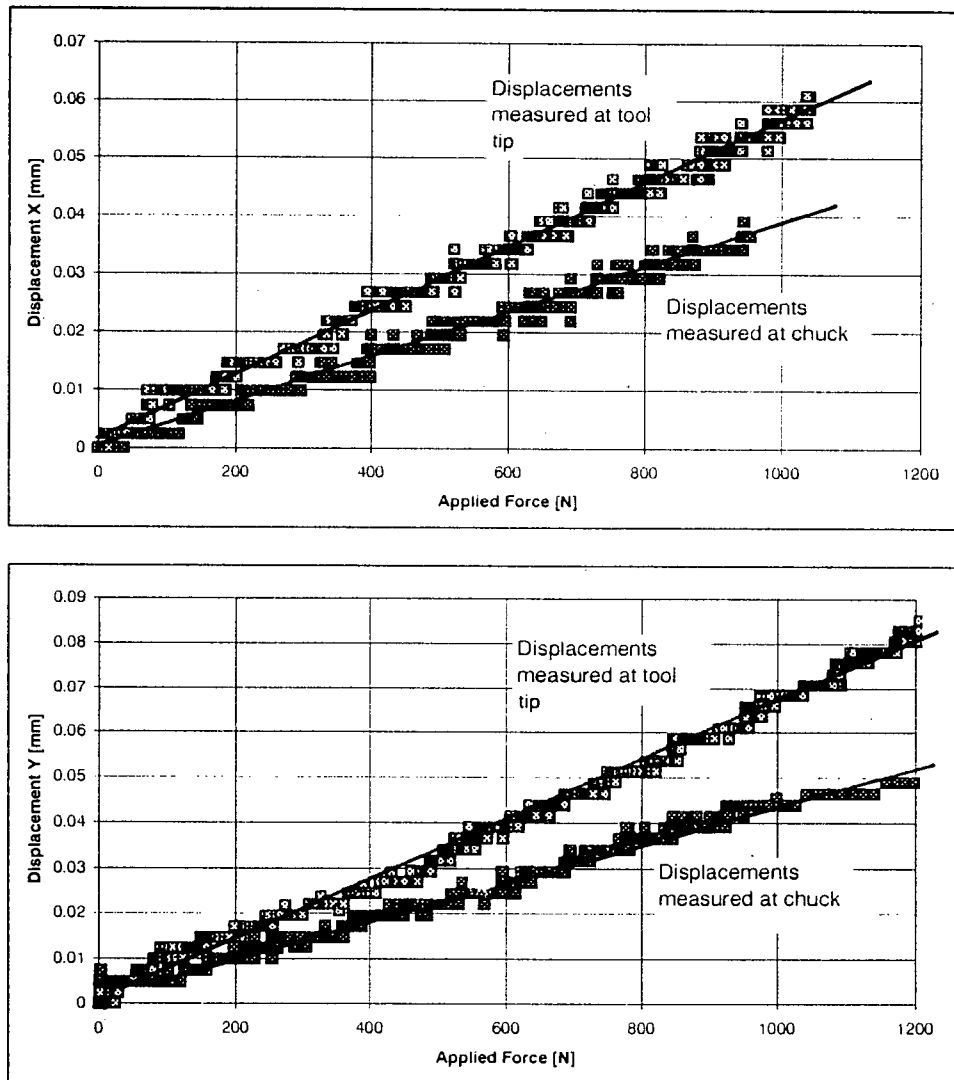 0.07
Displacements
measured at tool
tip
0.06
0.05
Displacement X [mm]
0.04
0.03
Displacements
measured at chuck
0.02
0.01
0
0 200 400 600 800 1000 1200
Applied Force [N]
0.09
0.08
Displacements
measured at tool
tip
0.07
0.06
Displacement Y [mm]
0.05
0.04
0.03
Displacements
measured at chuck
0.02
0.01
0
0 200 400 600 800 1000 1200
Applied Force [N]